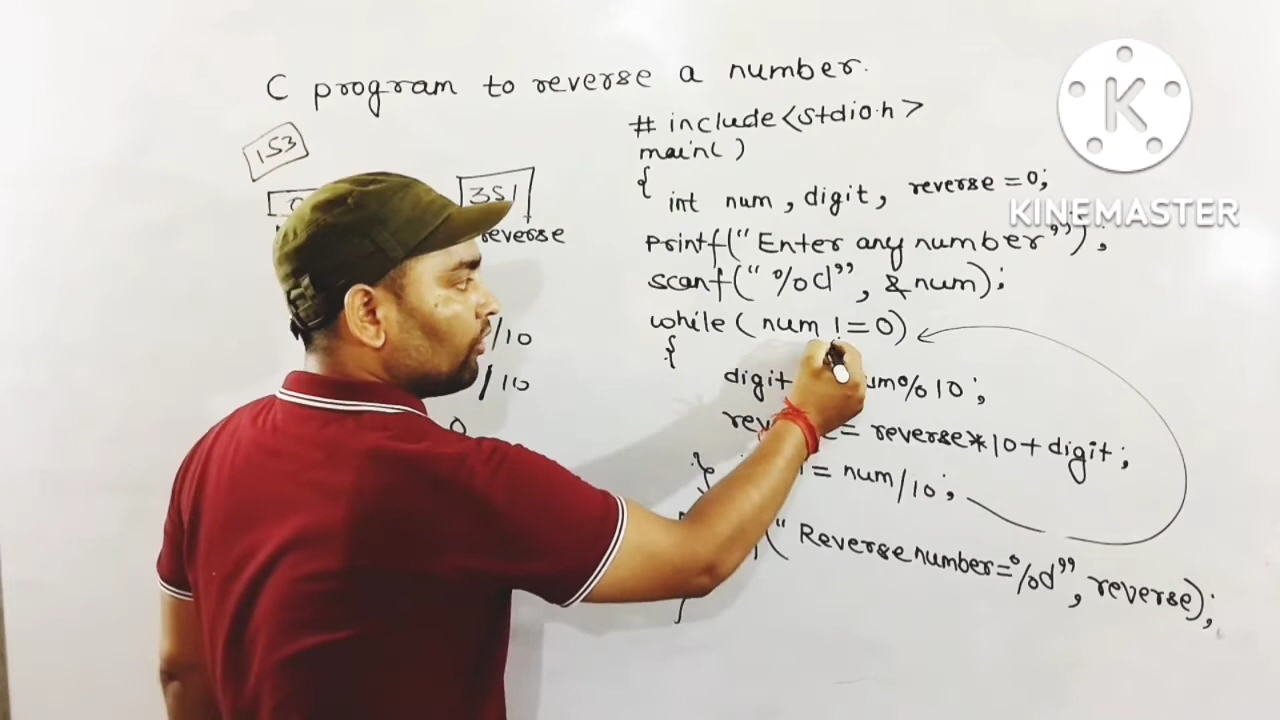 C program to reverse a number.
153
351
reverse
/10
/10
0
# include<stdio.h>
main( )
{
int num, digit, reverse =0;
printf(“ Enter any number”);
scanf(“ %d”, &num);
while ( num != 0)
{
digit num%10;
= reverse*10+digit;
= num/10;
}
(“ Reverse number=%d”, reverse);
}
K
KINEMASTER